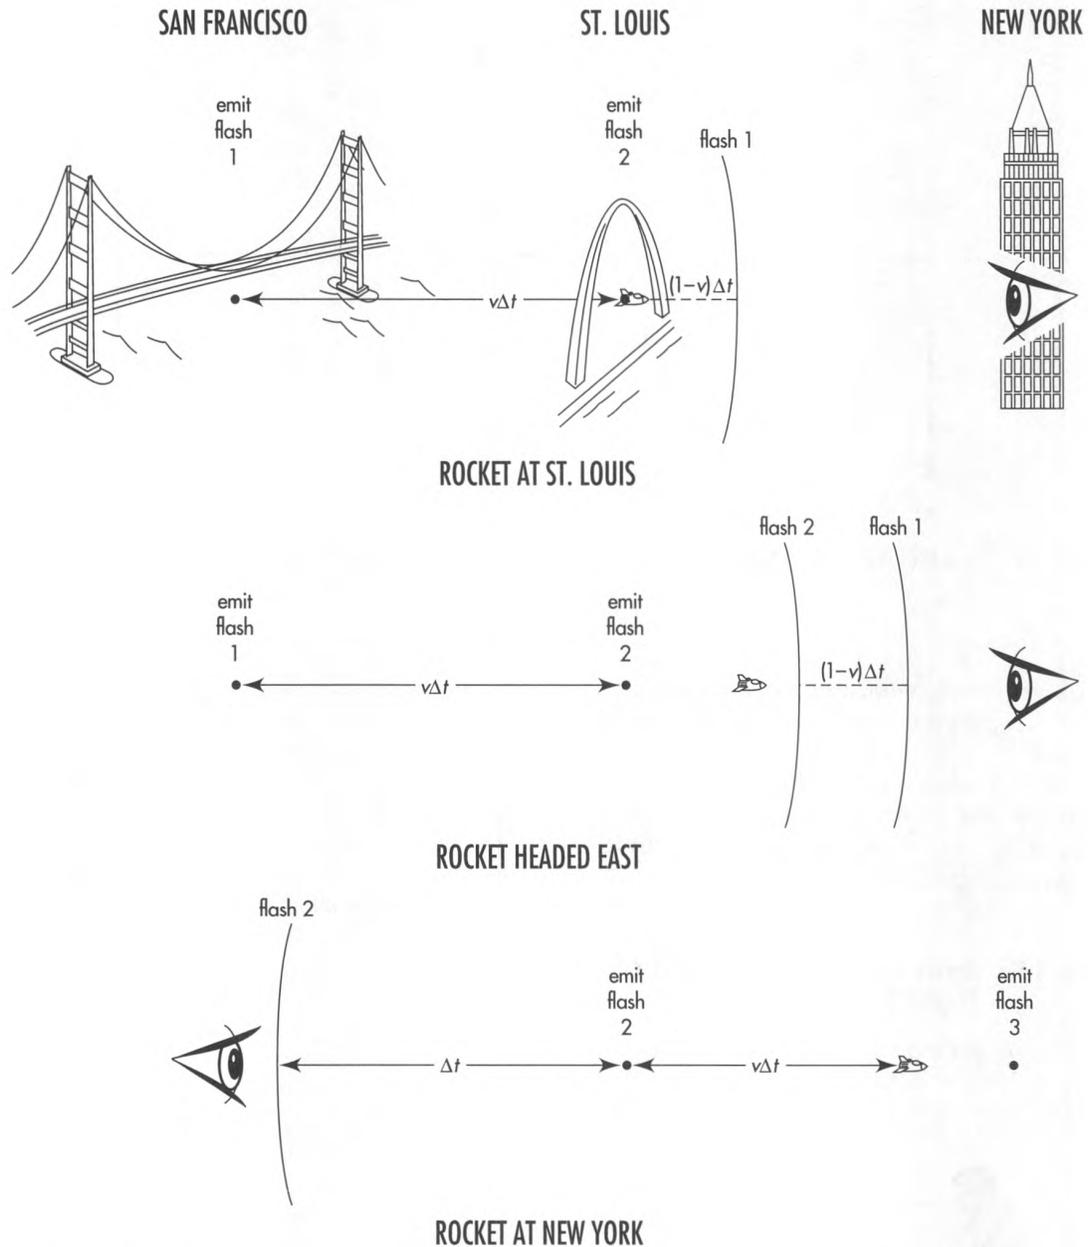 SAN FRANCISCO ST. LOUIS NEW YORK
emit
flash
1
emit
flash
2
flash 1
vΔt
(1–v)Δt
ROCKET AT ST. LOUIS
flash 2 flash 1
emit
flash
1
emit
flash
2
vΔt
(1–v)Δt
ROCKET HEADED EAST
flash 2
emit
flash
2
emit
flash
3
Δt
vΔt
ROCKET AT NEW YORK